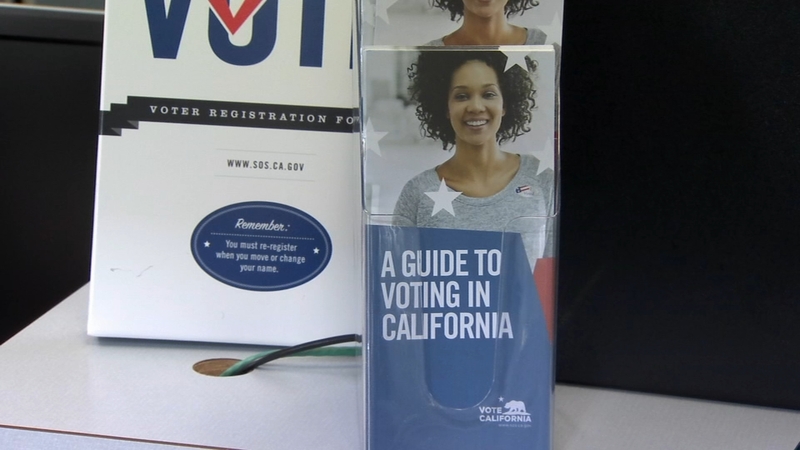 VOT
VOTER REGISTRATION FO
WWW.SOS.CA.GOV
Remember:
You must re-register
when you move or change
your name.
A GUIDE TO
VOTING IN
CALIFORNIA
VOTE
CALIFORNIA